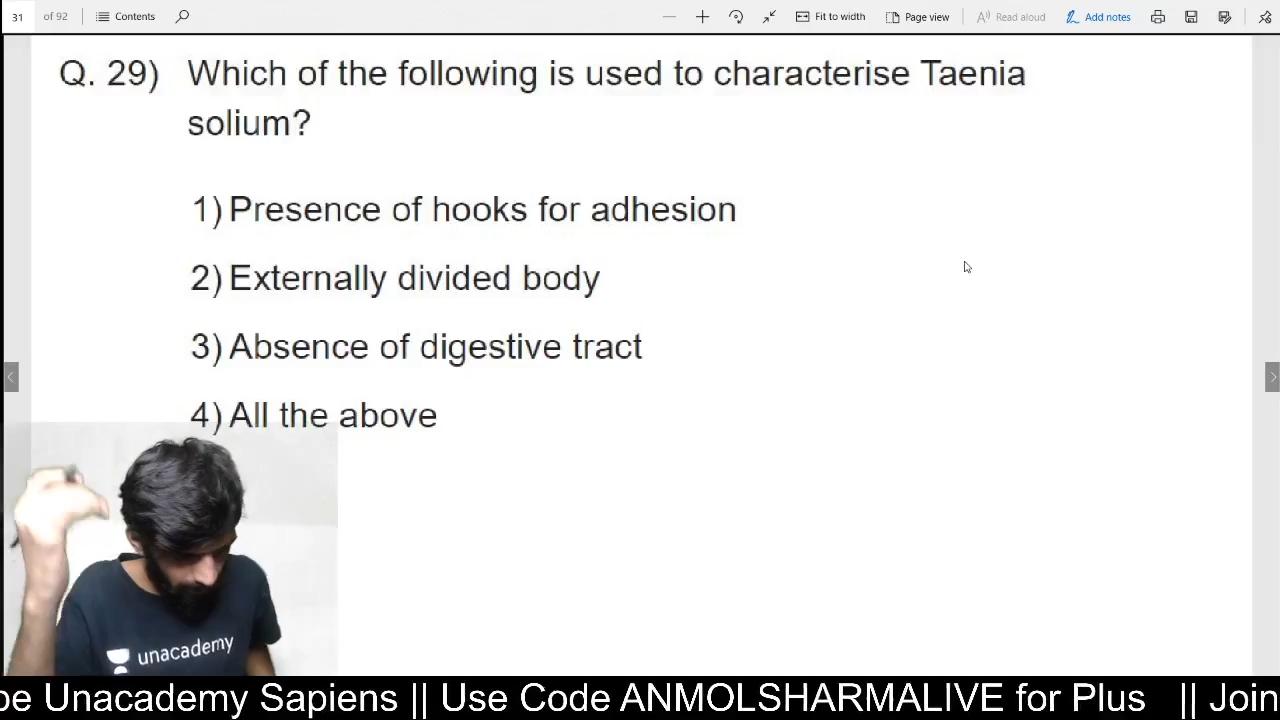 31 of 92 Contents Fit to width Page view Read aloud Add notes
Q. 29) Which of the following is used to characterise Taenia
solium?
1) Presence of hooks for adhesion
2) Externally divided body
3) Absence of digestive tract
4) All the above
unacademy
be Unacademy Sapiens || Use Code ANMOLSHARMALIVE for Plus || Join